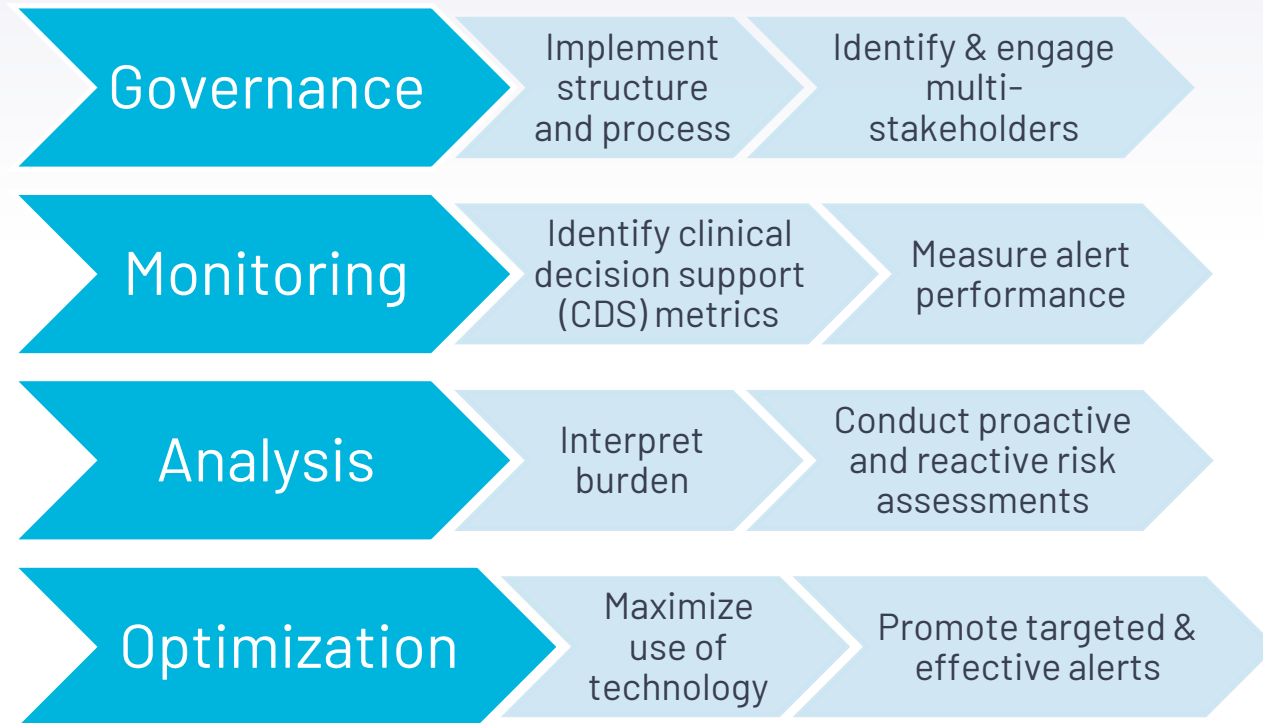 Governance
Implement
structure
and process
Identify & engage
multi-
stakeholders
Monitoring
Identify clinical
decision support
(CDS) metrics
Measure alert
performance
Analysis
Interpret
burden
Conduct proactive
and reactive risk
assessments
Optimization
Maximize
use of
technology
Promote targeted &
effective alerts